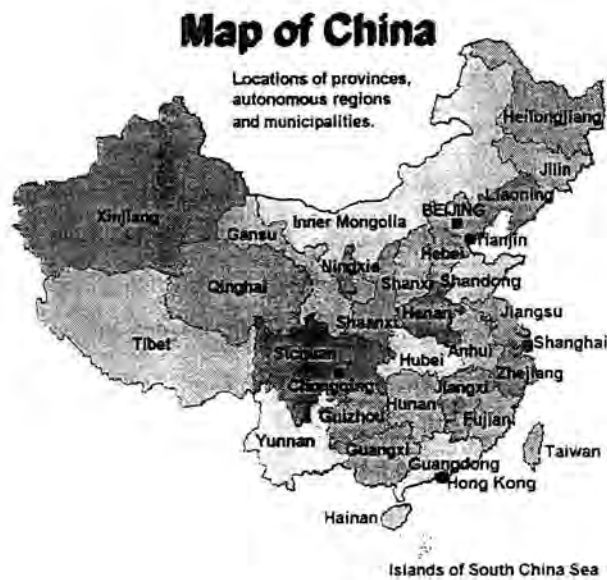 Map of China
Locations of provinces,
autonomous regions
and municipalities.
Heilongjiang
Jilin
Liaoning
BEIJING
Xinjiang
Inner Mongolia
Gansu
Tianjin
Hebei
Ningxia
Shanxi
Shandong
Qinghai
Shaanxi
Henan
Jiangsu
Tibet
Shanghai
Sichuan
Hubei
Anhui
Chongqing
Zhejiang
Jiangxi
Hunan
Guizhou
Fujian
Yunnan
Guangxi
Taiwan
Guangdong
Hong Kong
Hainan
Islands of South China Sea